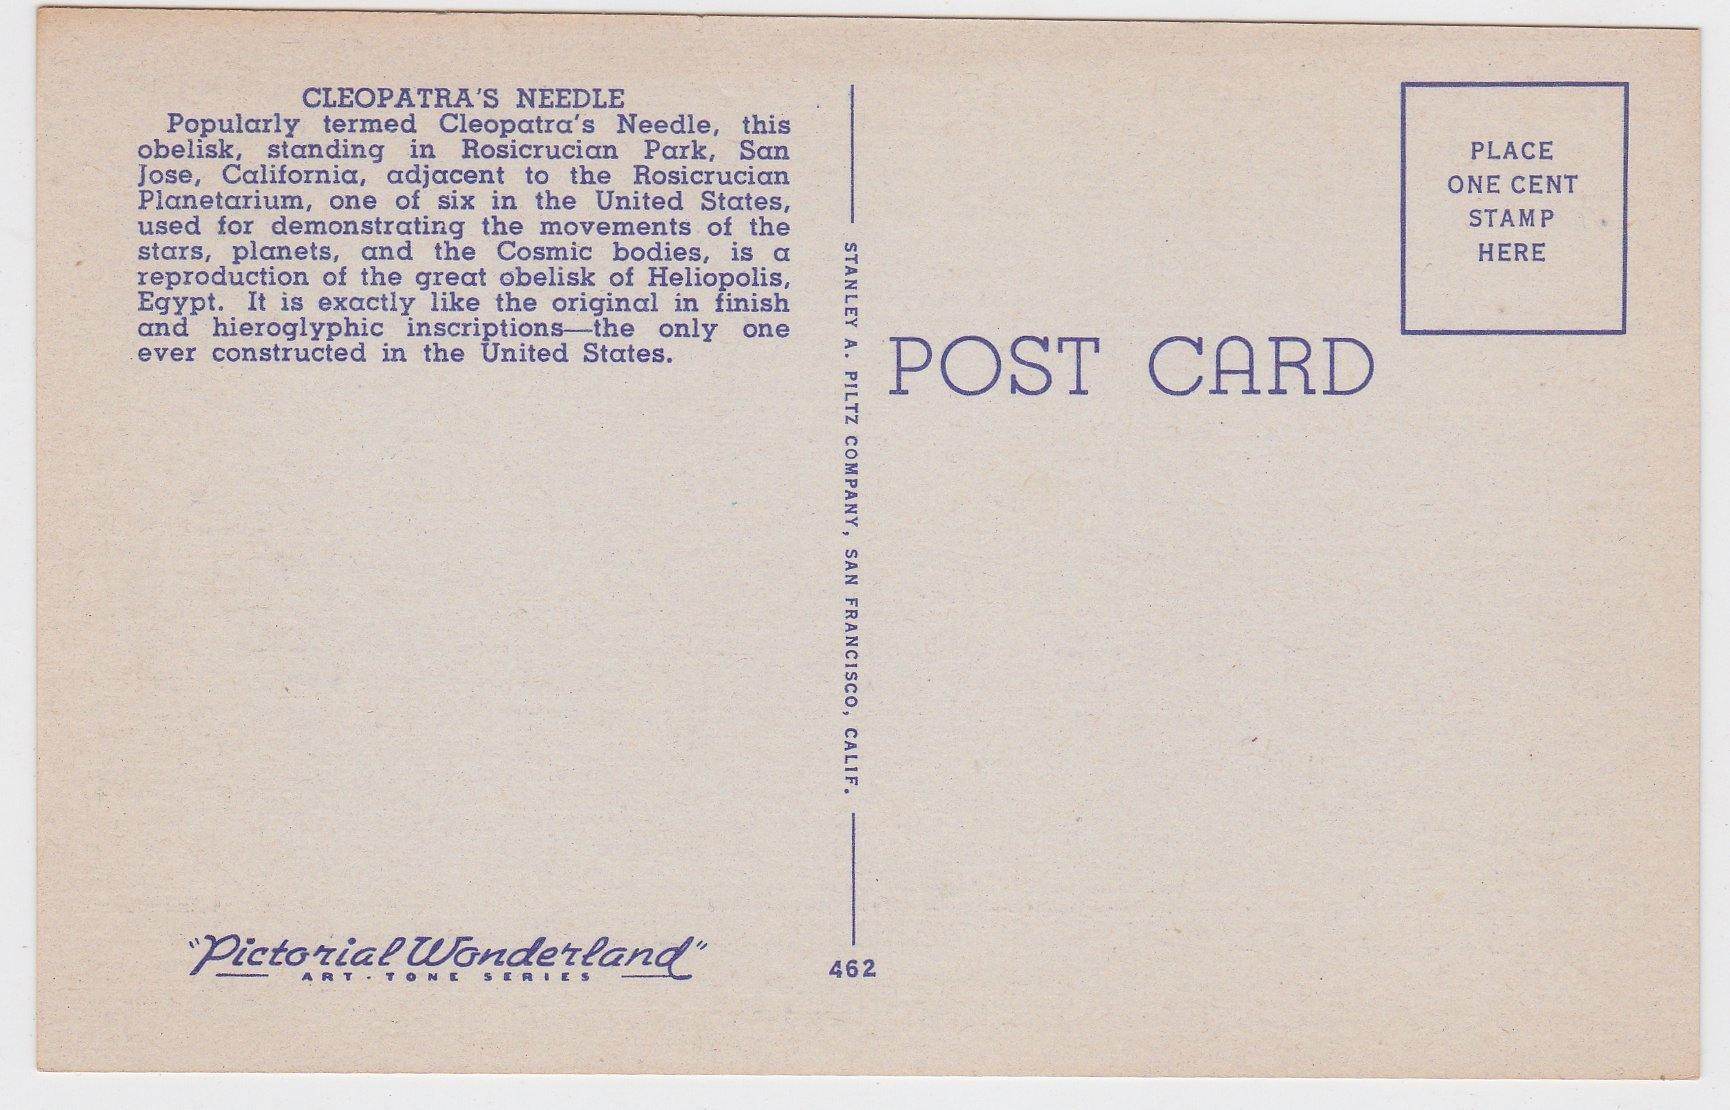 CLEOPATRA'S NEEDLE
Popularly termed Cleopatra's Needle, this
obelisk, standing in Rosicrucian Park, San
Jose, California, adjacent to the Rosicrucian
Planetarium, one of six in the United States,
used for demonstrating the movements of the
stars, planets, and the Cosmic bodies, is a
reproduction of the great obelisk of Heliopolis,
Egypt. It is exactly like the original in finish
and hieroglyphic inscriptions—the only one
ever constructed in the United States.
"Pictorial Wonderland"
ART-TONE SERIES
STANLEY A. PILTZ COMPANY, SAN FRANCISCO, CALIF.
462
POST CARD
PLACE
ONE CENT
STAMP
HERE